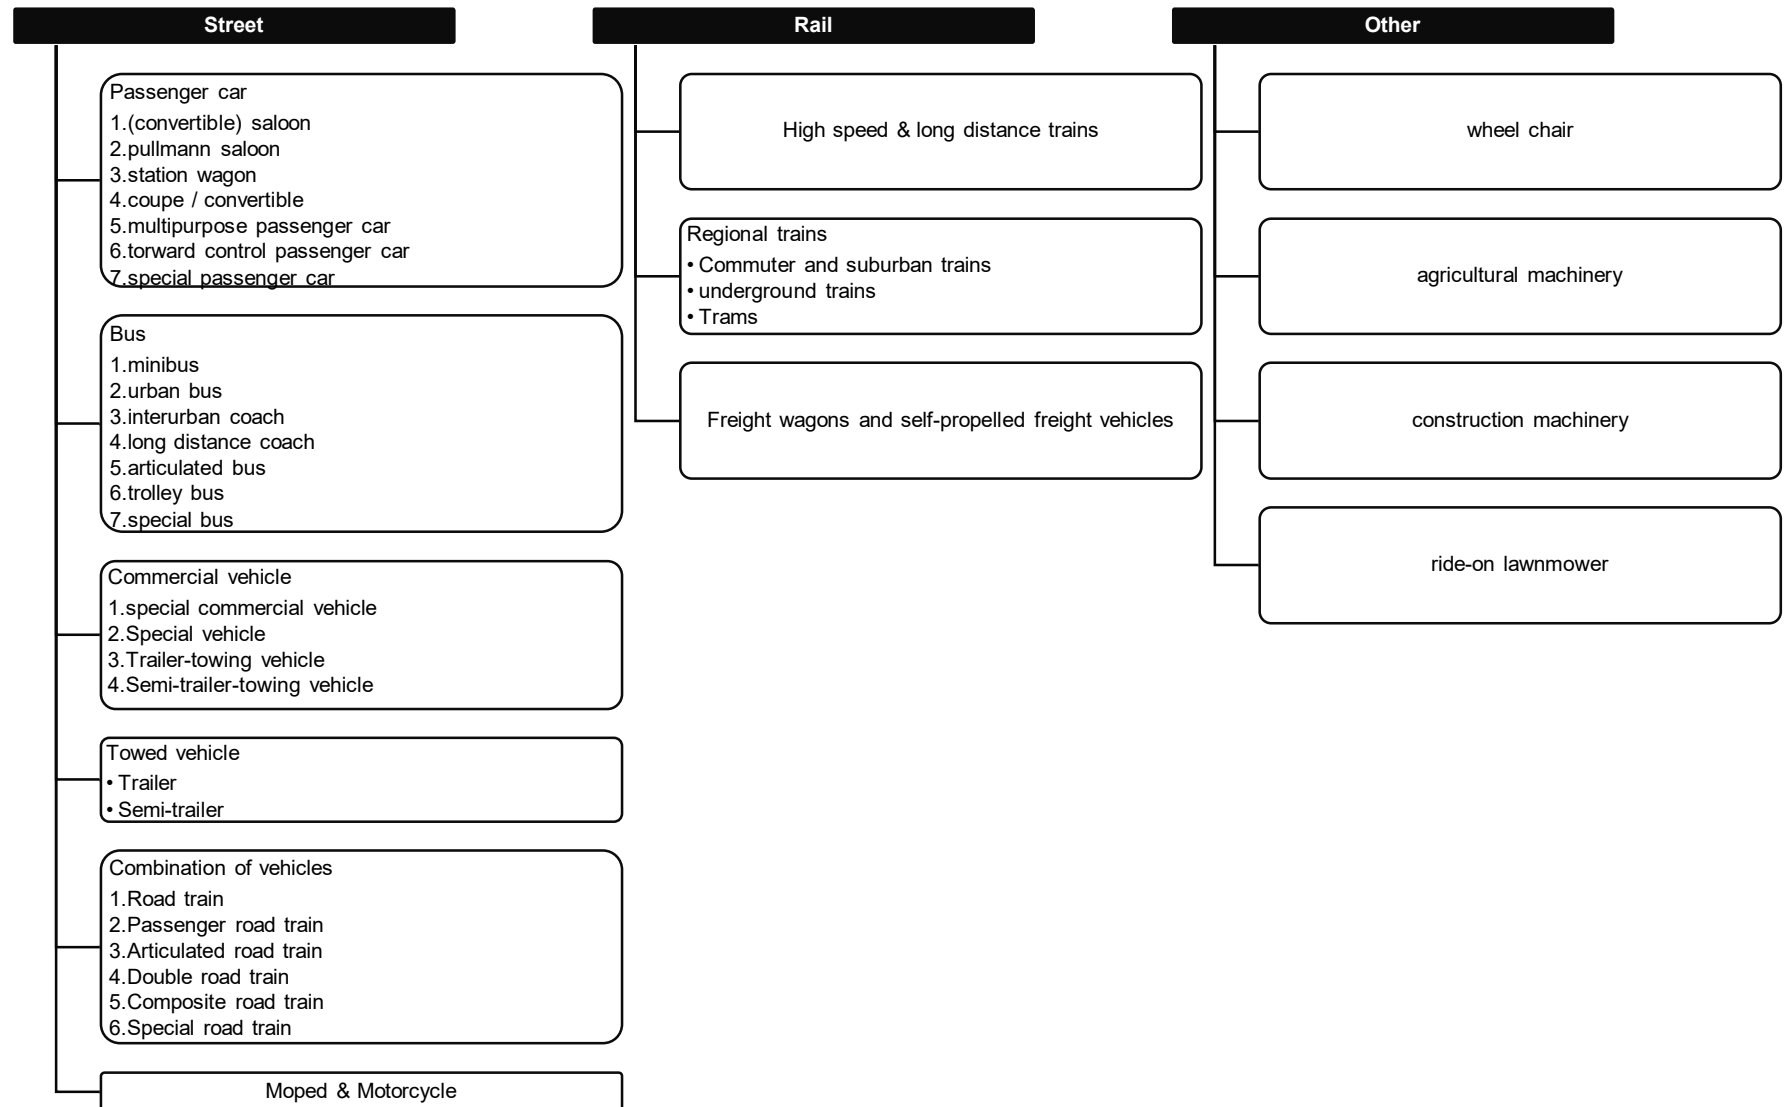 Street
Passenger car
1.(convertible) saloon
2.pullmann saloon
3.station wagon
4.coupe / convertible
5.multipurpose passenger car
6.torward control passenger car
7.special passenger car
Bus
1.minibus
2.urban bus
3.interurban coach
4.long distance coach
5.articulated bus
6.trolley bus
7.special bus
Commercial vehicle
1.special commercial vehicle
2.Special vehicle
3.Trailer-towing vehicle
4.Semi-trailer-towing vehicle
Towed vehicle
• Trailer
• Semi-trailer
Combination of vehicles
1.Road train
2.Passenger road train
3.Articulated road train
4.Double road train
5.Composite road train
6.Special road train
Moped & Motorcycle
Rail
High speed & long distance trains
Regional trains
• Commuter and suburban trains
• underground trains
• Trams
Freight wagons and self-propelled freight vehicles
Other
wheel chair
agricultural machinery
construction machinery
ride-on lawnmower